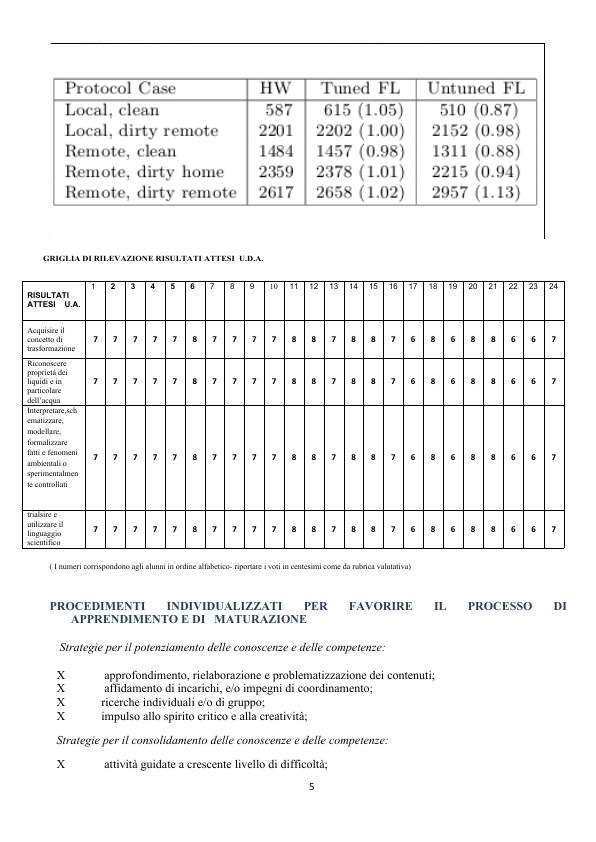 Protocol Case HW Tuned FL Untuned FL
Local, clean 587 615 (1.05) 510 (0.87)
Local, dirty remote 2201 2202 (1.00) 2152 (0.98)
Remote, clean 1484 1457 (0.98) 1311 (0.88)
Remote, dirty home 2359 2378 (1.01) 2215 (0.94)
Remote, dirty remote 2617 2658 (1.02) 2957 (1.13)
GRIGLIA DI RILEVAZIONE RISULTATI ATTESI U.D.A.
RISULTATI
ATTESI U.A.
1 2 3 4 5 6 7 8 9 10 11 12 13 14 15 16 17 18 19 20 21 22 23 24
Acquisire il
concetto di
trasformazione
7 7 7 7 7 8 7 7 7 7 8 8 7 8 8 7 6 8 6 8 8 6 6 7
Riconoscere
proprietà dei
liquidi e in
particolare
dell'acqua
7 7 7 7 7 8 7 7 7 7 8 8 7 8 8 7 6 8 6 8 8 6 6 7
Interpretare,sch
ematizzare,
modellare,
formalizzare
fatti e fenomeni
ambientali o
sperimentalmen
te controllati
7 7 7 7 7 8 7 7 7 7 8 8 7 8 8 7 6 8 6 8 8 6 6 7
trialsire e
utilizzare il
linguaggio
scientifico
7 7 7 7 7 8 7 7 7 7 8 8 7 8 8 7 6 8 6 8 8 6 6 7
( I numeri corrispondono agli alunni in ordine alfabetico- riportare i voti in centesimi come da rubrica valutativa)
PROCEDIMENTI INDIVIDUALIZZATI PER FAVORIRE IL PROCESSO DI
APPRENDIMENTO E DI MATURAZIONE
Strategie per il potenziamento delle conoscenze e delle competenze:
X approfondimento, rielaborazione e problematizzazione dei contenuti;
X affidamento di incarichi, e/o impegni di coordinamento;
X ricerche individuali e/o di gruppo;
X impulso allo spirito critico e alla creatività;
Strategie per il consolidamento delle conoscenze e delle competenze:
X attività guidate a crescente livello di difficoltà;
5